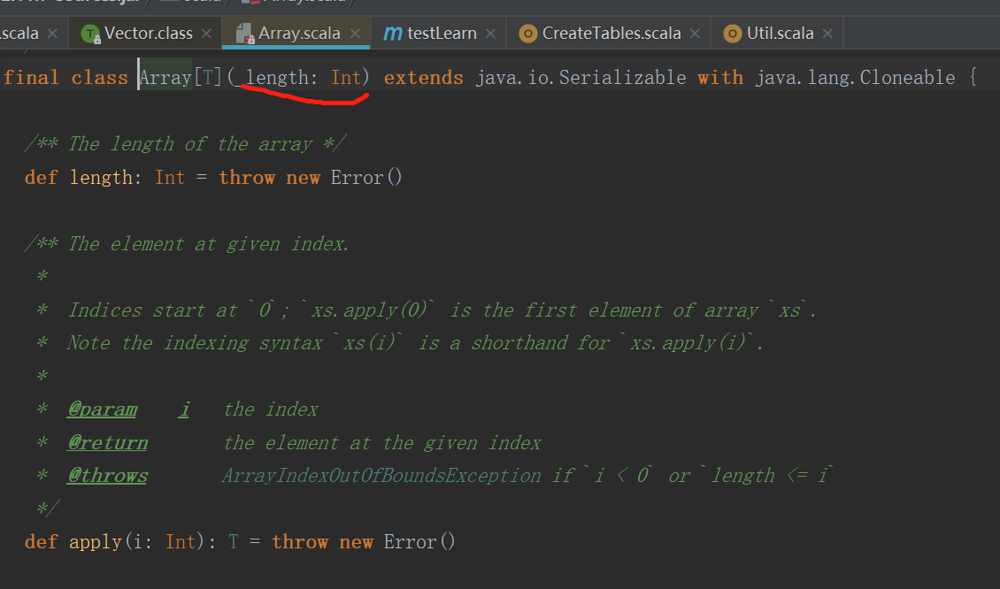 .scala × Vector.class × Array.scala × testLearn × CreateTables.scala × Util.scala ×
final class Array[T](_length: Int) extends java.io.Serializable with java.lang.Cloneable {
/** The length of the array */
def length: Int = throw new Error()
/** The element at given index.
*
* Indices start at `0`; `xs.apply(0)` is the first element of array `xs`.
* Note the indexing syntax `xs(i)` is a shorthand for `xs.apply(i)`.
*
* @param i the index
* @return the element at the given index
* @throws ArrayIndexOutOfBoundsException if `i < 0` or `length <= i`
*/
def apply(i: Int): T = throw new Error()